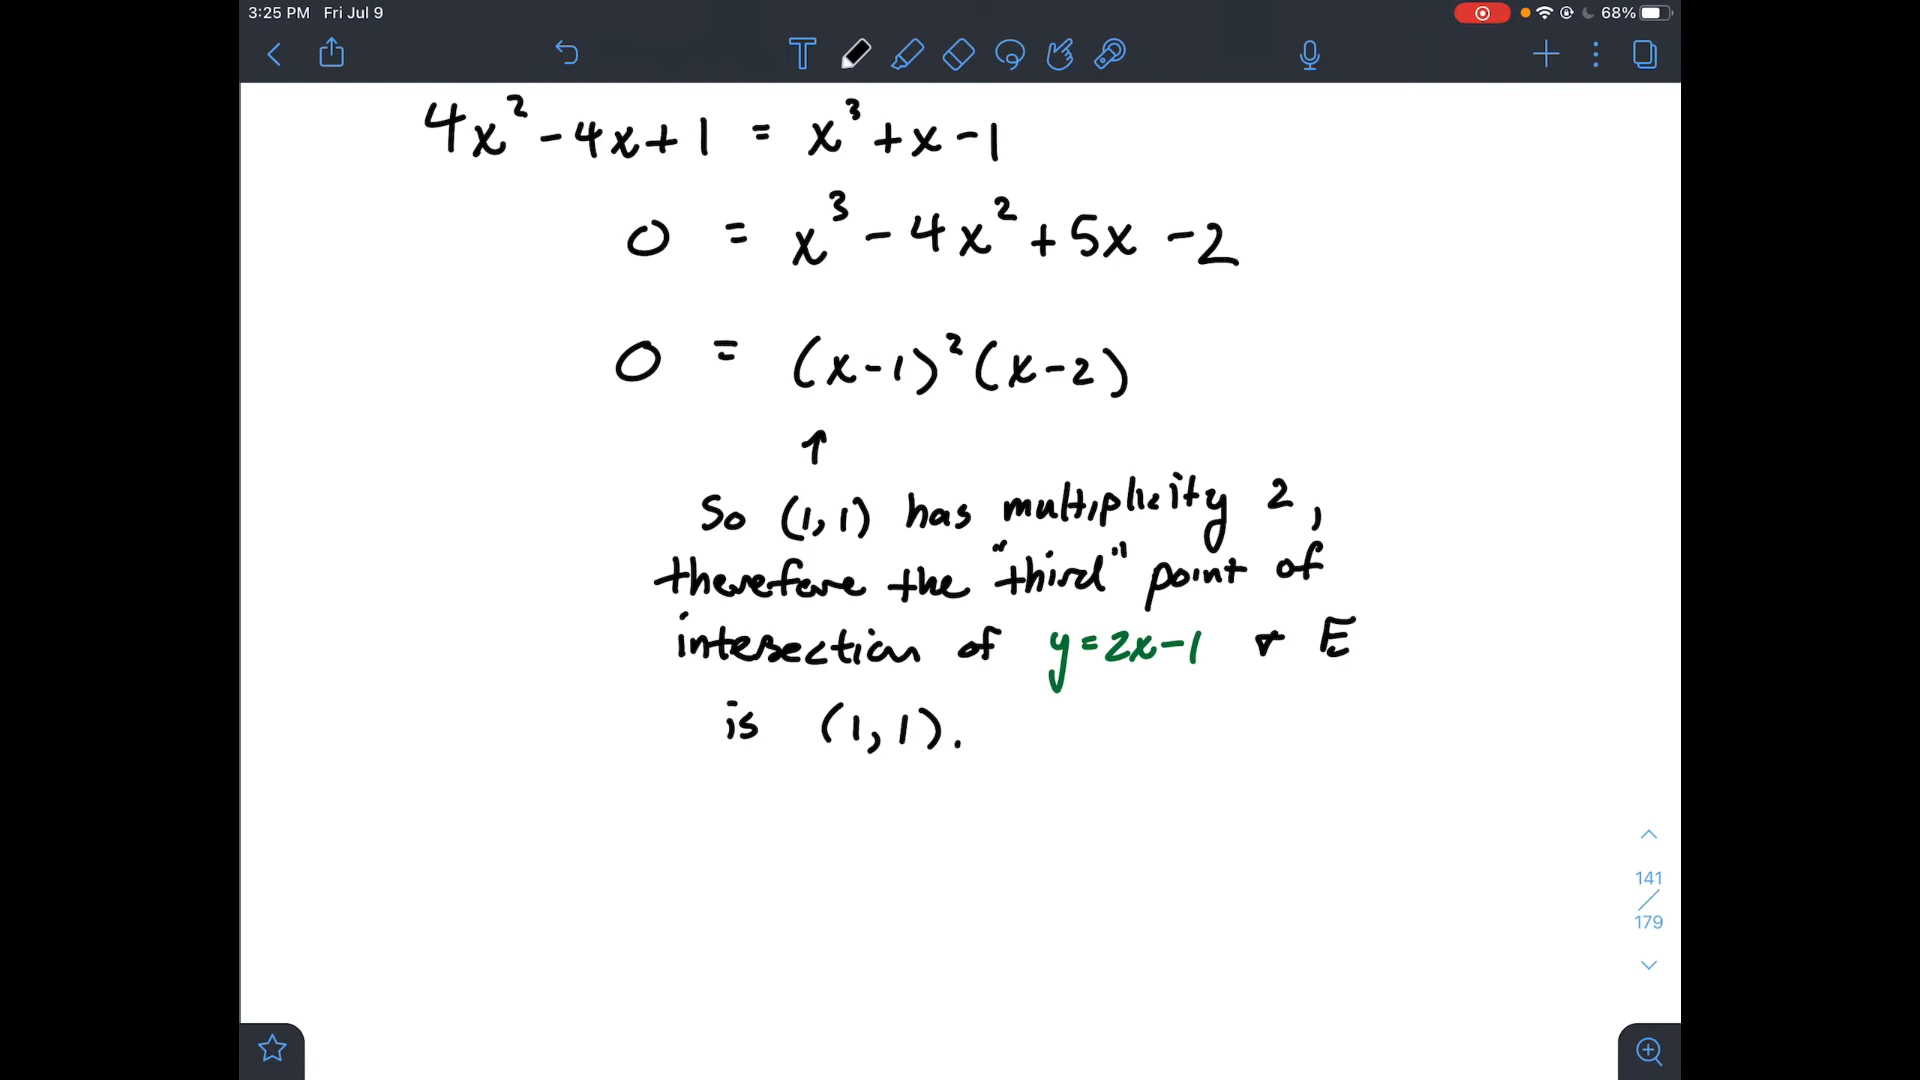 3:25 PM Fri Jul 9
68%
4x² - 4x + 1 = x³ + x - 1
0 = x³ - 4x² + 5x - 2
0 = (x-1)² (x-2)
↑
So (1,1) has multiplicity 2,
therefore the "third" point of
intesection of y=2x-1 & E
is (1,1).
141
179